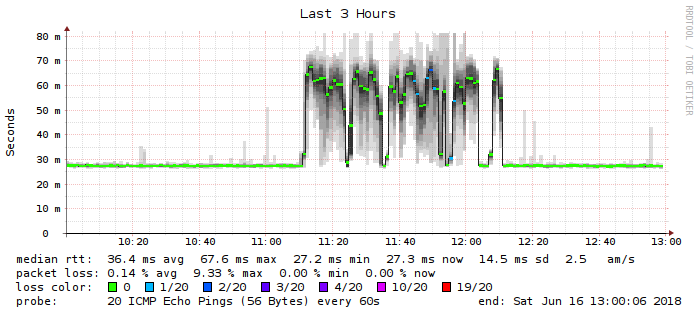 Last 3 Hours
RRDTOOL / TOBI OETIKER
Seconds
80 m
70 m
60 m
50 m
40 m
30 m
20 m
10 m
0
10:20 10:40 11:00 11:20 11:40 12:00 12:20 12:40 13:00
median rtt: 36.4 ms avg 67.6 ms max 27.2 ms min 27.3 ms now 14.5 ms sd 2.5 am/s
packet loss: 0.14 % avg 9.33 % max 0.00 % min 0.00 % now
loss color: 0 1/20 2/20 3/20 4/20 10/20 19/20
probe: 20 ICMP Echo Pings (56 Bytes) every 60s end: Sat Jun 16 13:00:06 2018